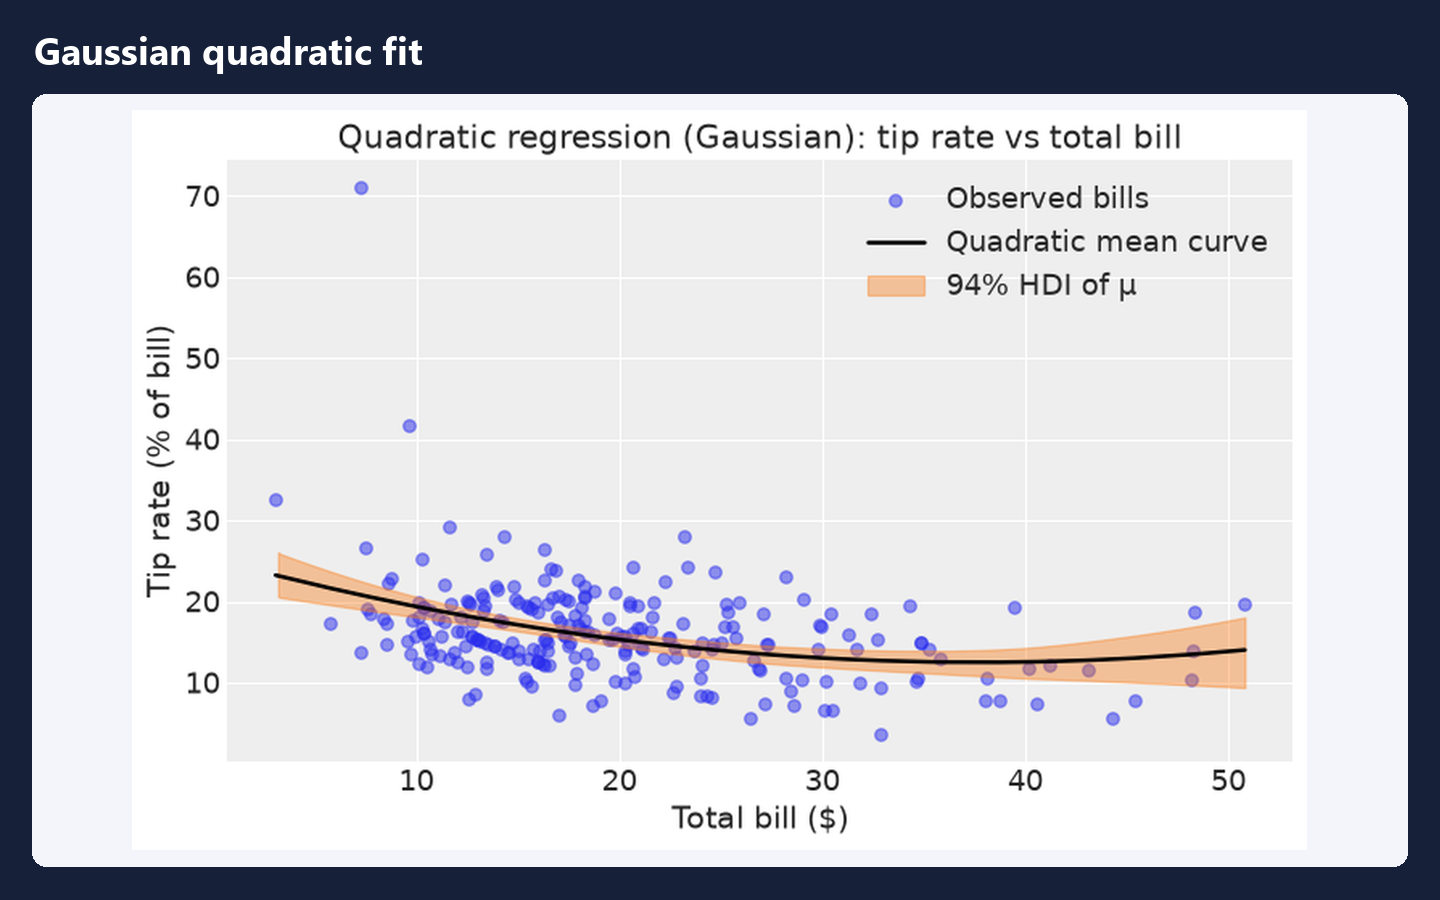 Gaussian quadratic fit
Quadratic regression (Gaussian): tip rate vs total bill
Observed bills
Quadratic mean curve
94% HDI of μ
Tip rate (% of bill)
70
60
50
40
30
20
10
10 20 30 40 50
Total bill ($)